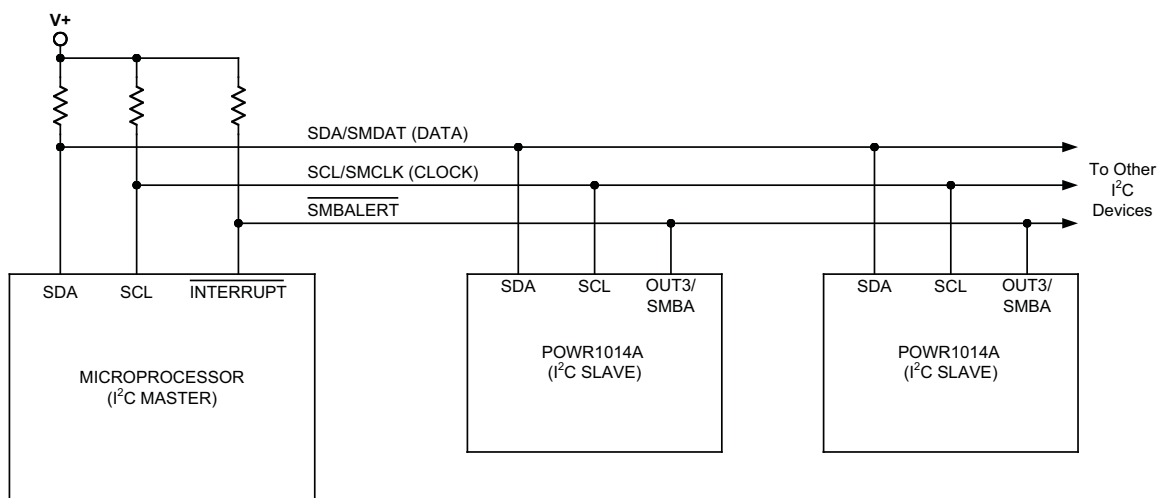 V+
SDA/SMDAT (DATA)
SCL/SMCLK (CLOCK)
SMBALERT
To Other
I²C
Devices
SDA SCL INTERRUPT
MICROPROCESSOR
(I²C MASTER)
SDA SCL OUT3/
SMBA
POWR1014A
(I²C SLAVE)
SDA SCL OUT3/
SMBA
POWR1014A
(I²C SLAVE)